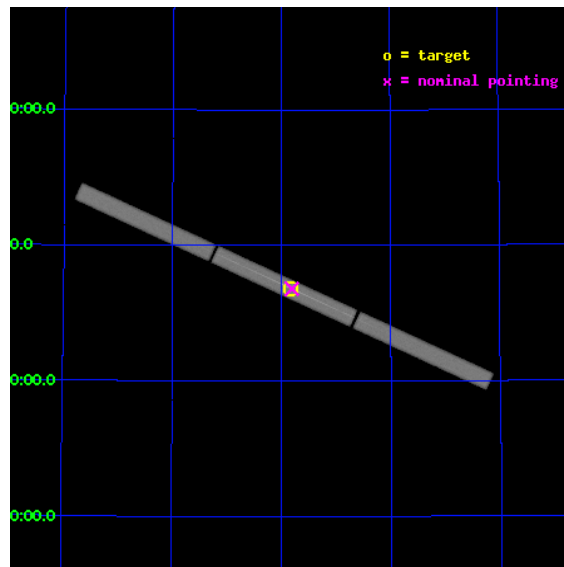 o = target
x = nominal pointing
0:00.0
0.0
0:00.0
0:00.0